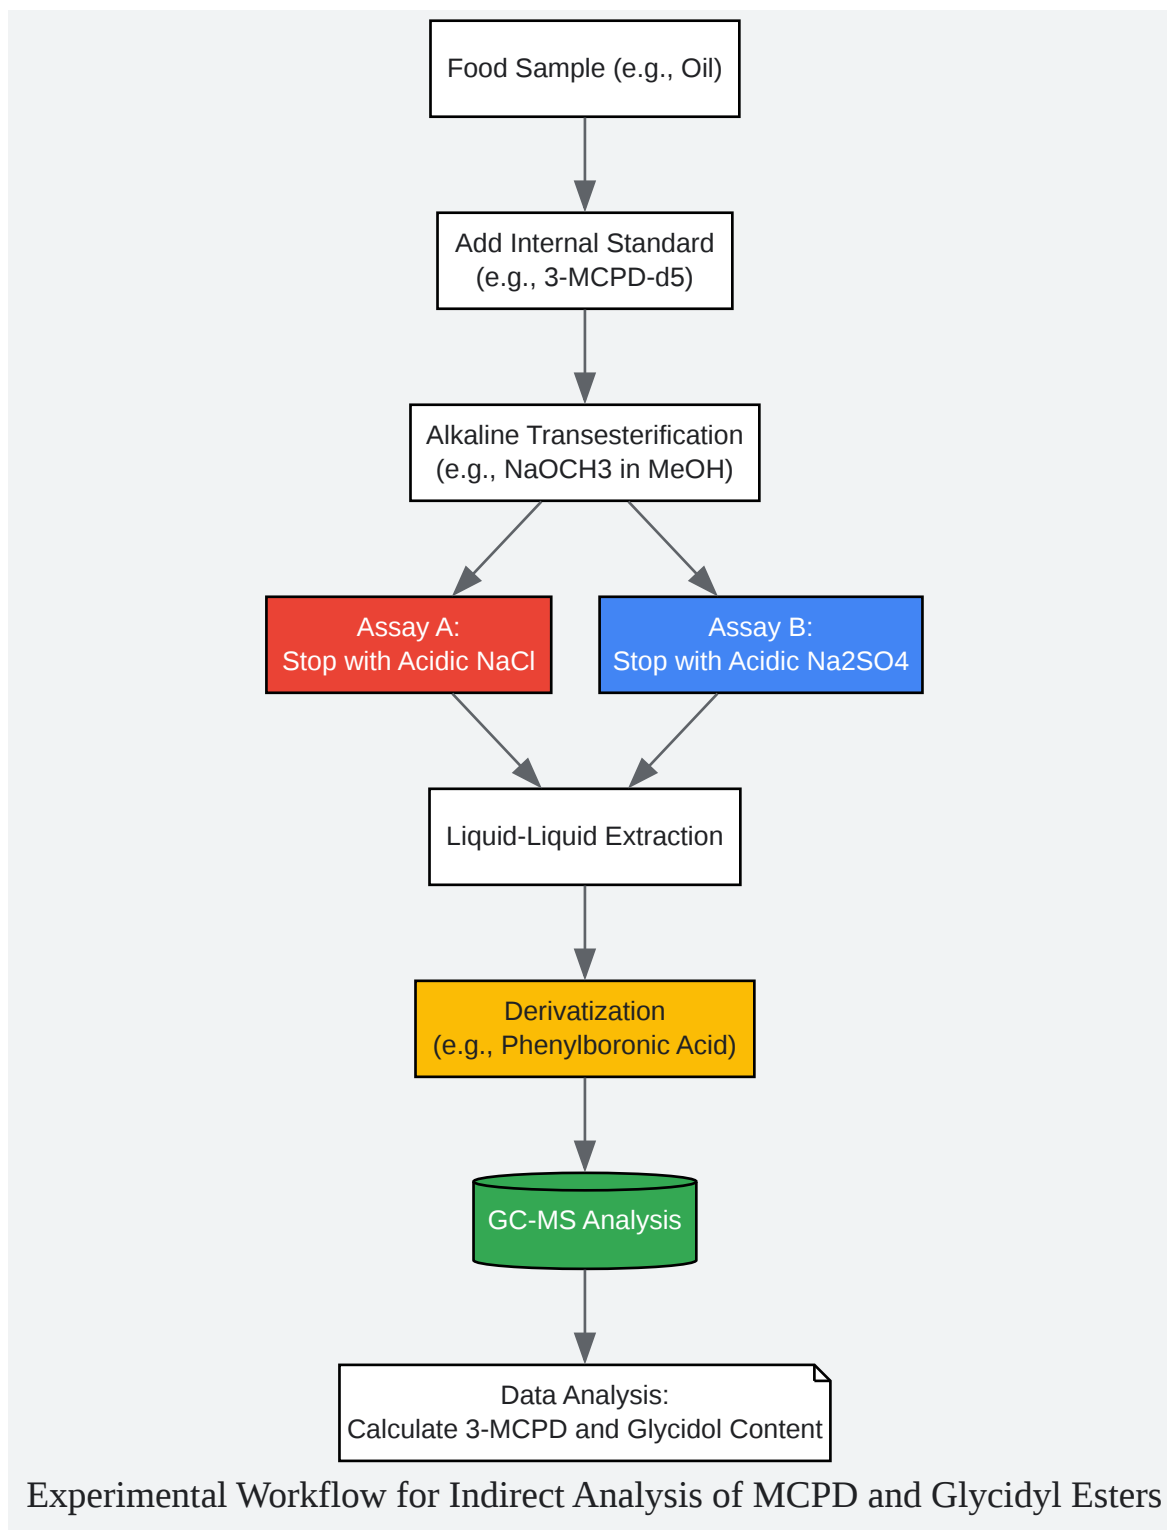 Food Sample (e.g., Oil)
Add Internal Standard
(e.g., 3-MCPD-d5)
Alkaline Transesterification
(e.g., NaOCH3 in MeOH)
Assay A:
Stop with Acidic NaCl
Assay B:
Stop with Acidic Na2SO4
Liquid-Liquid Extraction
Derivatization
(e.g., Phenylboronic Acid)
GC-MS Analysis
Data Analysis:
Calculate 3-MCPD and Glycidol Content
Experimental Workflow for Indirect Analysis of MCPD and Glycidyl Esters